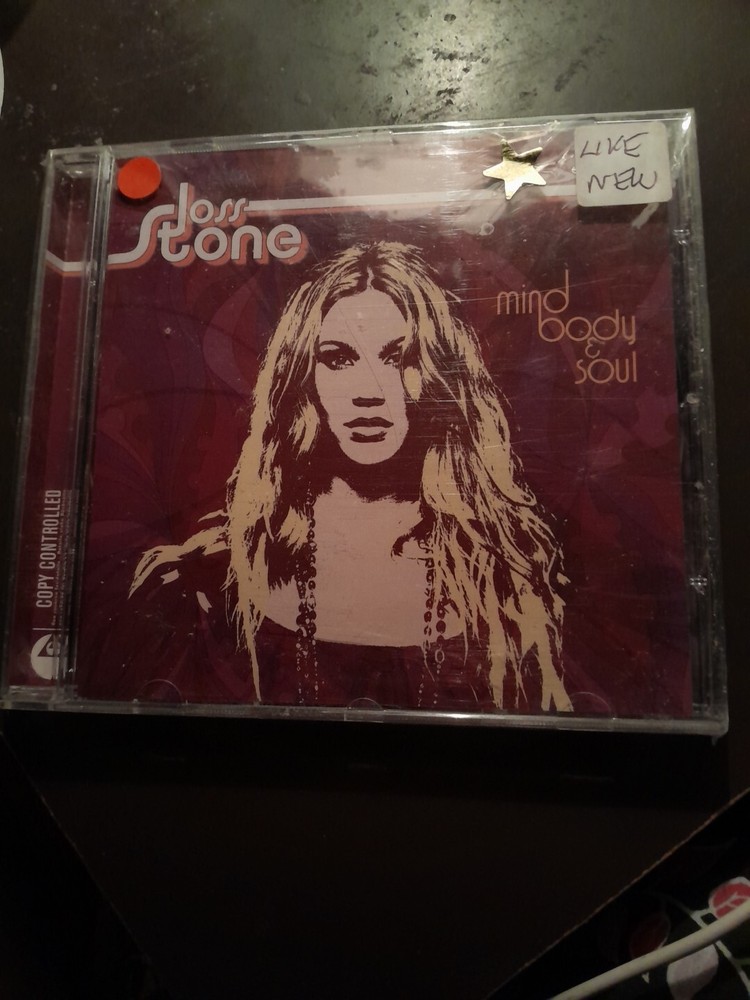 LIKE
NEW
Joss
Stone
mind
body
&
soul
COPY CONTROLLED